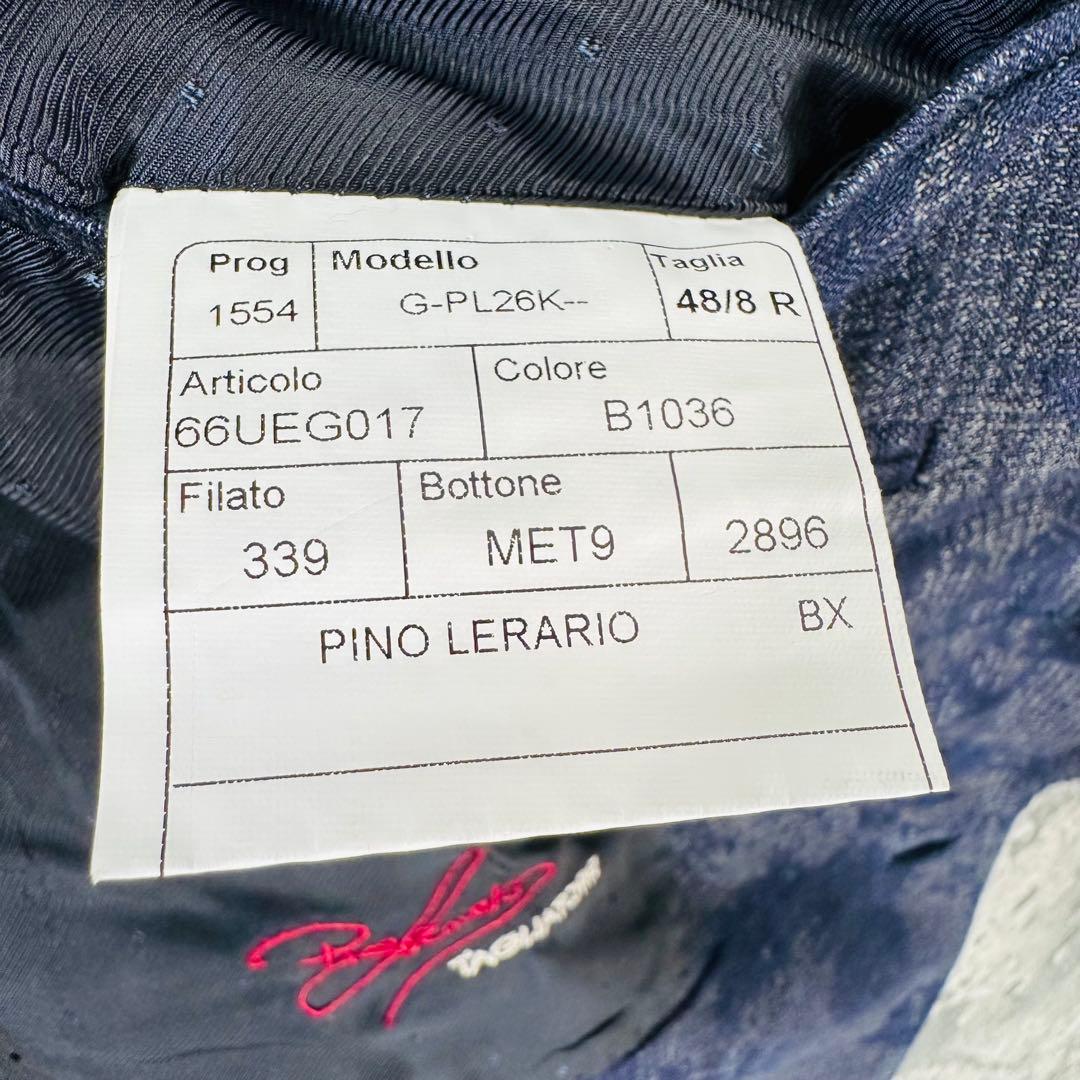 Prog
1554
Modello
G-PL26K--
Taglia
48/8 R
Articolo
66UEG017
Colore
B1036
Filato
339
Bottone
MET9
2896
PINO LERARIO
BX
TAGLIATORE